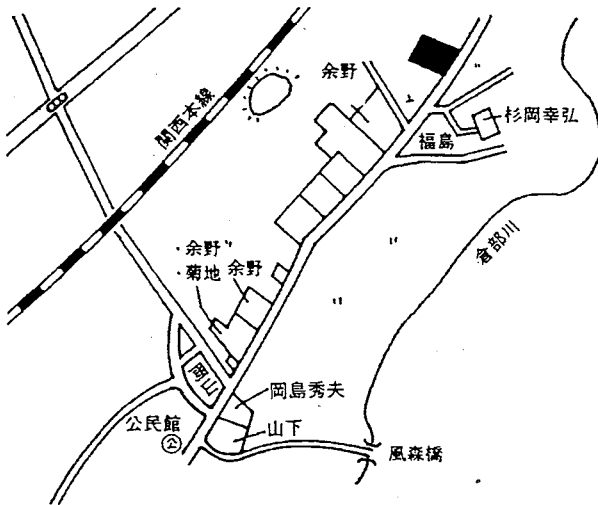 余野
杉岡幸弘
福島
関西本線
倉部川
・余野〃
・菊地
余野
岡山
岡島秀夫
公民館
公
山下
風森橋